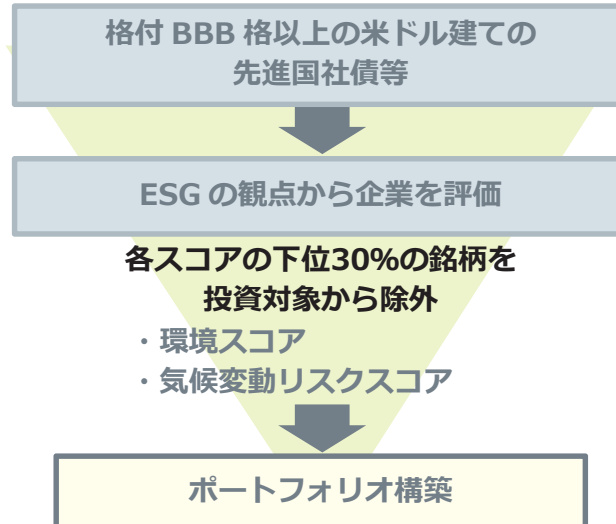 格付 BBB 格以上の米ドル建ての
先進国社債等
ESG の観点から企業を評価
各スコアの下位30%の銘柄を
投資対象から除外
・環境スコア
・気候変動リスクスコア
ポートフォリオ構築